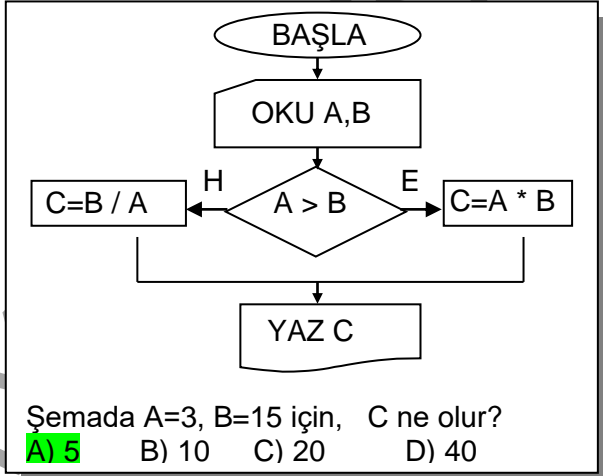 BAŞLA
OKU A,B
H
E
C=B / A
A > B
C=A * B
YAZ C
Şemada A=3, B=15 için, C ne olur?
A) 5 B) 10 C) 20 D) 40